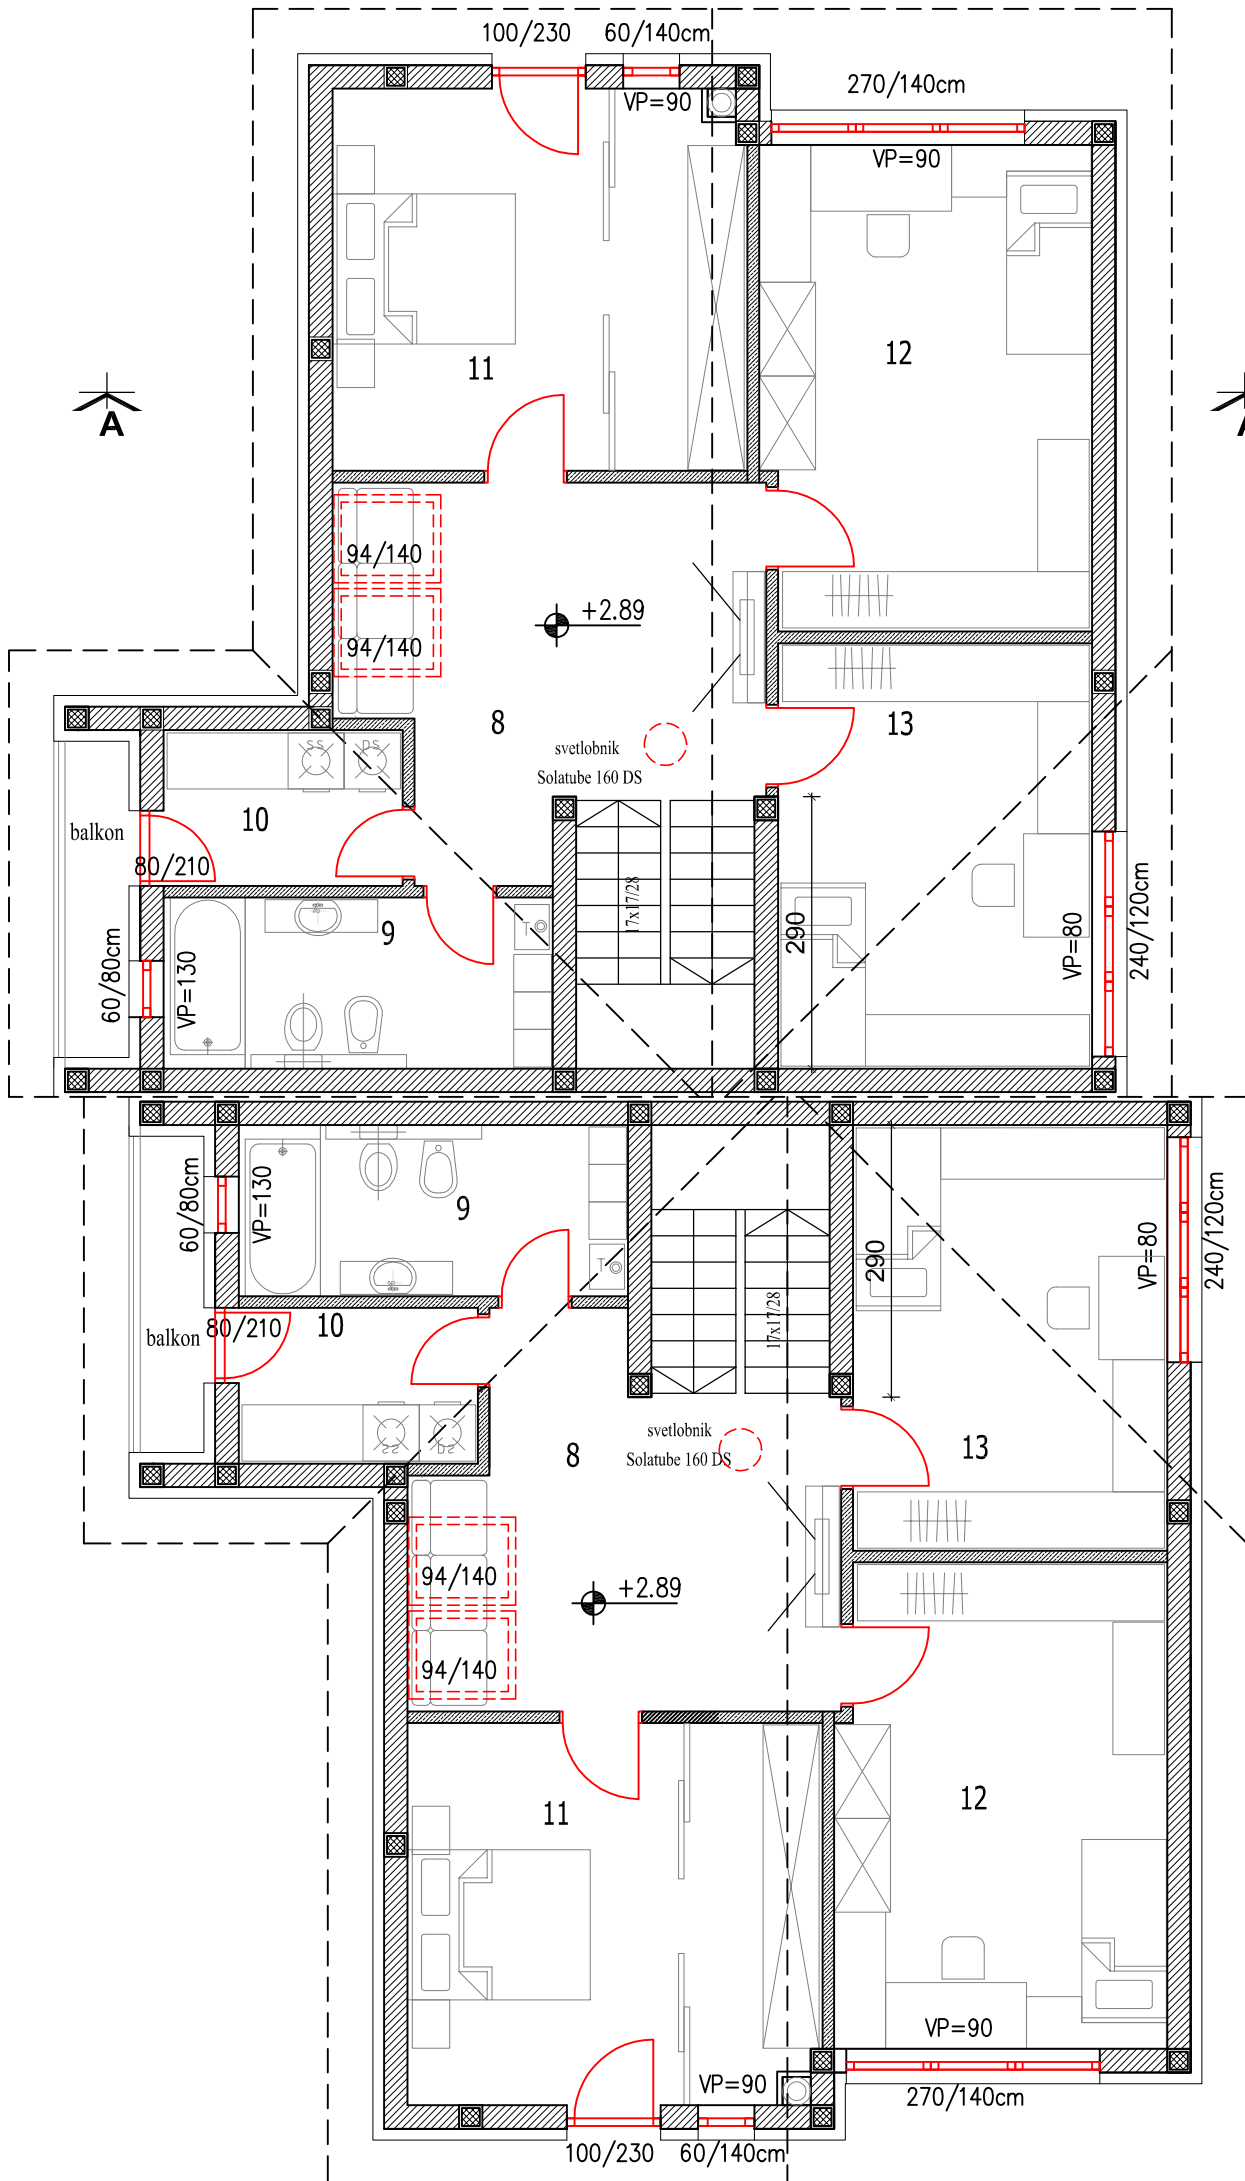 100/230 60/140cm
270/140cm
VP=90
VP=90
11
12
A
94/140
+2.89
94/140
8
13
svetlobnik
Solatube 160 DS
SS DS
10
balkon
80/210
17x17/28
290
VP=80
240/120cm
9
T
60/80cm
VP=130
60/80cm
VP=130
9
T
290
VP=80
240/120cm
17x17/28
10
80/210
balkon
SS DS
svetlobnik
Solatube 160 DS
8
13
94/140
+2.89
94/140
11
12
VP=90
VP=90
270/140cm
100/230 60/140cm